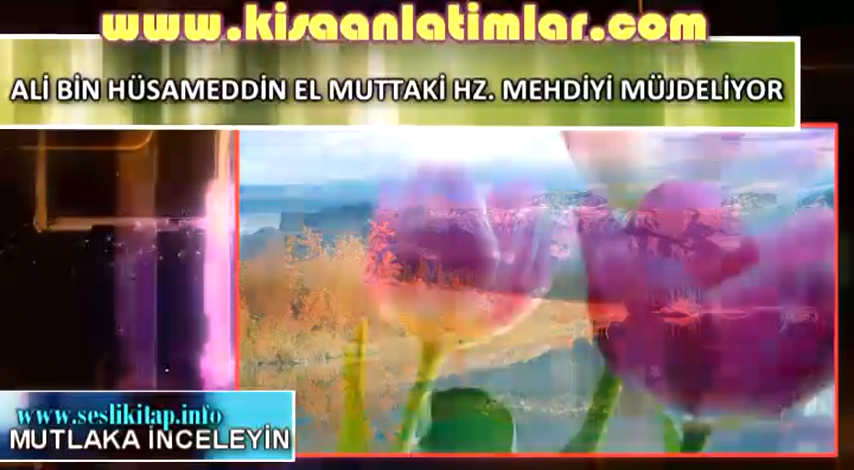 www.kisaanlatimlar.com
ALİ BİN HÜSAMEDDİN EL MUTTAKİ HZ. MEHDİYİ MÜJDELİYOR
www.seslikitap.info
MUTLAKA İNCELEYİN